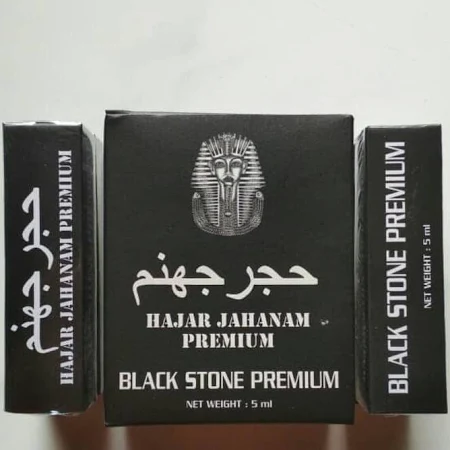 حجر جهنم
HAJAR JAHANAM PREMIUM
حجر جهنم
HAJAR JAHANAM
PREMIUM
BLACK STONE PREMIUM
NET WEIGHT : 5 ml
BLACK STONE PREMIUM
NET WEIGHT : 5 ml